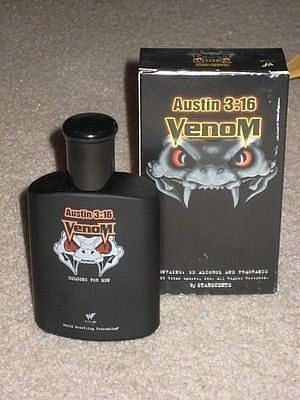 Austin 3:16
VenoM
CONTAINS: SD ALCOHOL AND FRAGRANCE
Titan Sports, Inc. All Rights Reserved.
By STARSCENTS
Austin 3:16
VenoM
COLOGNE FOR MEN
World Wrestling Federation